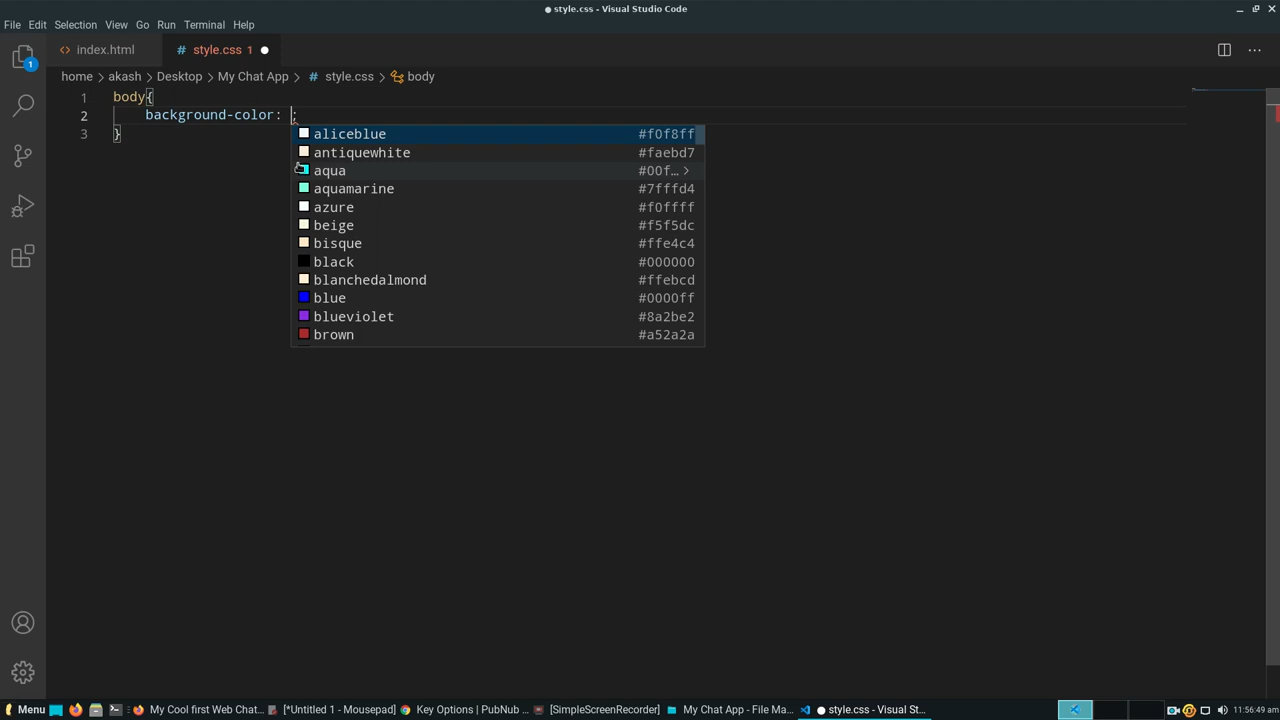 style.css - Visual Studio Code
File Edit Selection View Go Run Terminal Help
index.html style.css 1
home > akash > Desktop > My Chat App > # style.css > body
1 body{
2 background-color: ;
3 }
aliceblue #f0f8ff
antiquewhite #faebd7
aqua #00f… >
aquamarine #7fffd4
azure #f0ffff
beige #f5f5dc
bisque #ffe4c4
black #000000
blanchedalmond #ffebcd
blue #0000ff
blueviolet #8a2be2
brown #a52a2a
1
Menu My Cool first Web Chat... [*Untitled 1 - Mousepad] Key Options | PubNub ... [SimpleScreenRecorder] My Chat App - File Ma... ● style.css - Visual St... 11:56:49 am